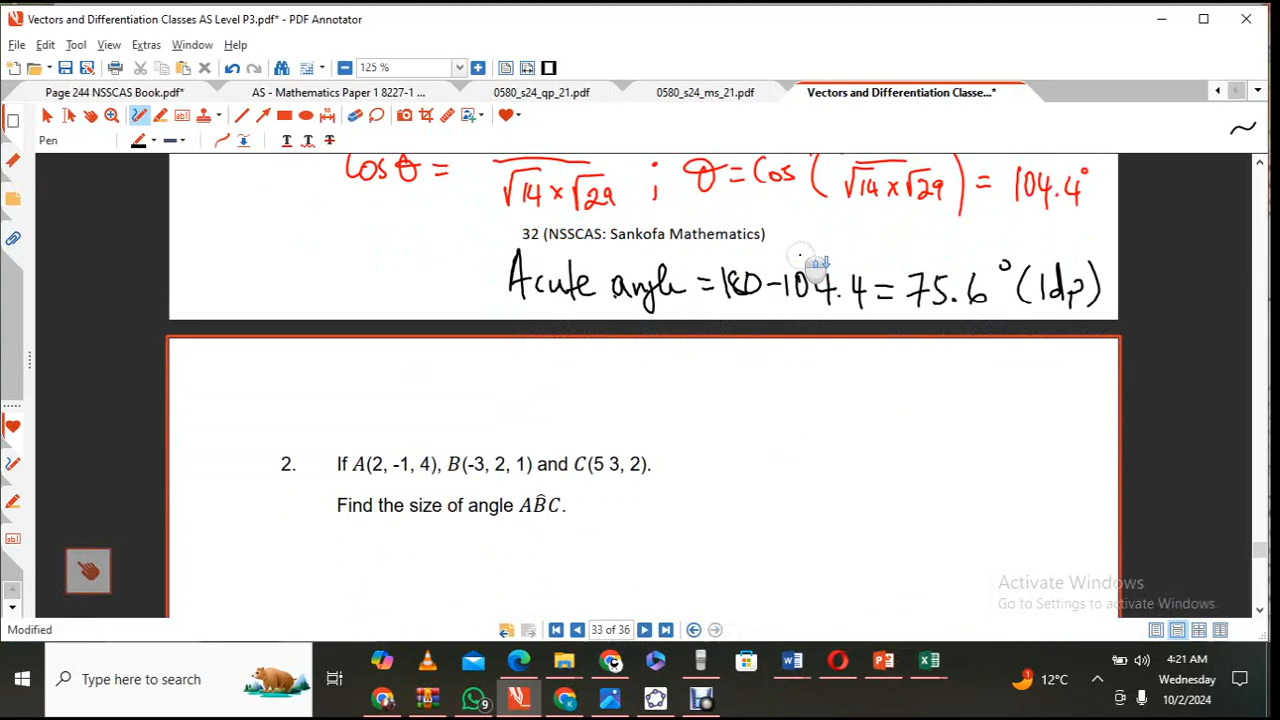 Vectors and Differentiation Classes AS Level P3.pdf* - PDF Annotator
File Edit Tool View Extras Window Help
125 %
Page 244 NSSCAS Book.pdf* AS - Mathematics Paper 1 8227-1 ... 0580_s24_qp_21.pdf 0580_s24_ms_21.pdf Vectors and Differentiation Classe...*
Pen
Cos θ = √14 × √29 ; θ = Cos ( √14 × √29 ) = 104.4°
32 (NSSCAS: Sankofa Mathematics)
Acute angle = 180 - 104.4 = 75.6° (1dp)
2. If A(2, -1, 4), B(-3, 2, 1) and C(5 3, 2).
Find the size of angle AB̂C.
Activate Windows
Go to Settings to activate Windows.
Modified
33 of 36
Type here to search
9
12°C
4:21 AM
Wednesday
10/2/2024